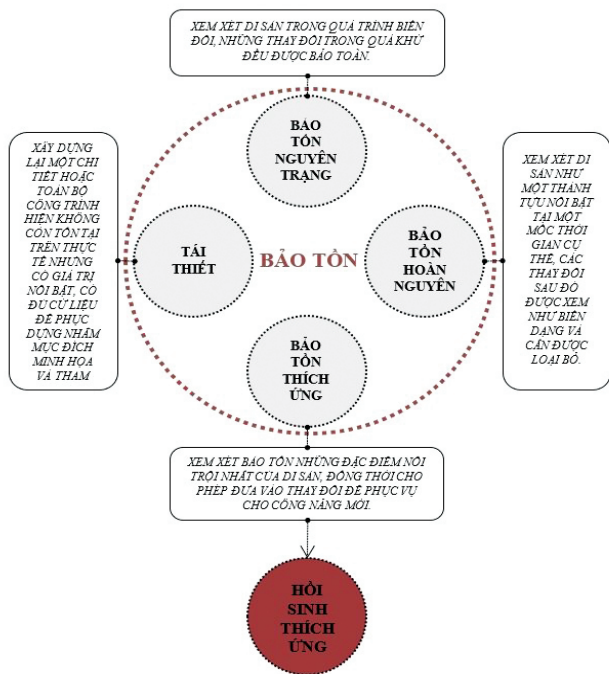 XEM XÉT DI SẢN TRONG QUÁ TRÌNH BIẾN
ĐỔI, NHỮNG THAY ĐỔI TRONG QUÁ KHỨ
ĐỀU ĐƯỢC BẢO TOÀN.
BẢO
TỒN
NGUYÊN
TRẠNG
XÂY DỰNG
LẠI MỘT CHI
TIẾT HOẶC
TOÀN BỘ
CÔNG TRÌNH
HIỆN KHÔNG
CÒN TỒN TẠI
TRÊN THỰC
TẾ NHƯNG
CÓ GIÁ TRỊ
NỔI BẬT, CÓ
ĐỦ CỨ LIỆU
ĐỂ PHỤC
DỰNG NHẰM
MỤC ĐÍCH
MINH HỌA
VÀ THAM
TÁI
THIẾT
BẢO TỒN
BẢO
TỒN
HOÀN
NGUYÊN
XEM XÉT DI
SẢN NHƯ
MỘT THÀNH
TỰU NỔI BẬT
TẠI MỘT
MỐC THỜI
GIAN CỤ
THỂ, CÁC
THAY ĐỔI
SAU ĐÓ
ĐƯỢC XEM
NHƯ BIẾN
DẠNG VÀ
CẦN ĐƯỢC
LOẠI BỎ.
BẢO
TỒN
THÍCH
ỨNG
XEM XÉT BẢO TỒN NHỮNG ĐẶC ĐIỂM NỔI
TRỘI NHẤT CỦA DI SẢN, ĐỒNG THỜI CHO
PHÉP ĐƯA VÀO THAY ĐỔI ĐỂ PHỤC VỤ
CHO CÔNG NĂNG MỚI.
HỒI
SINH
THÍCH
ỨNG